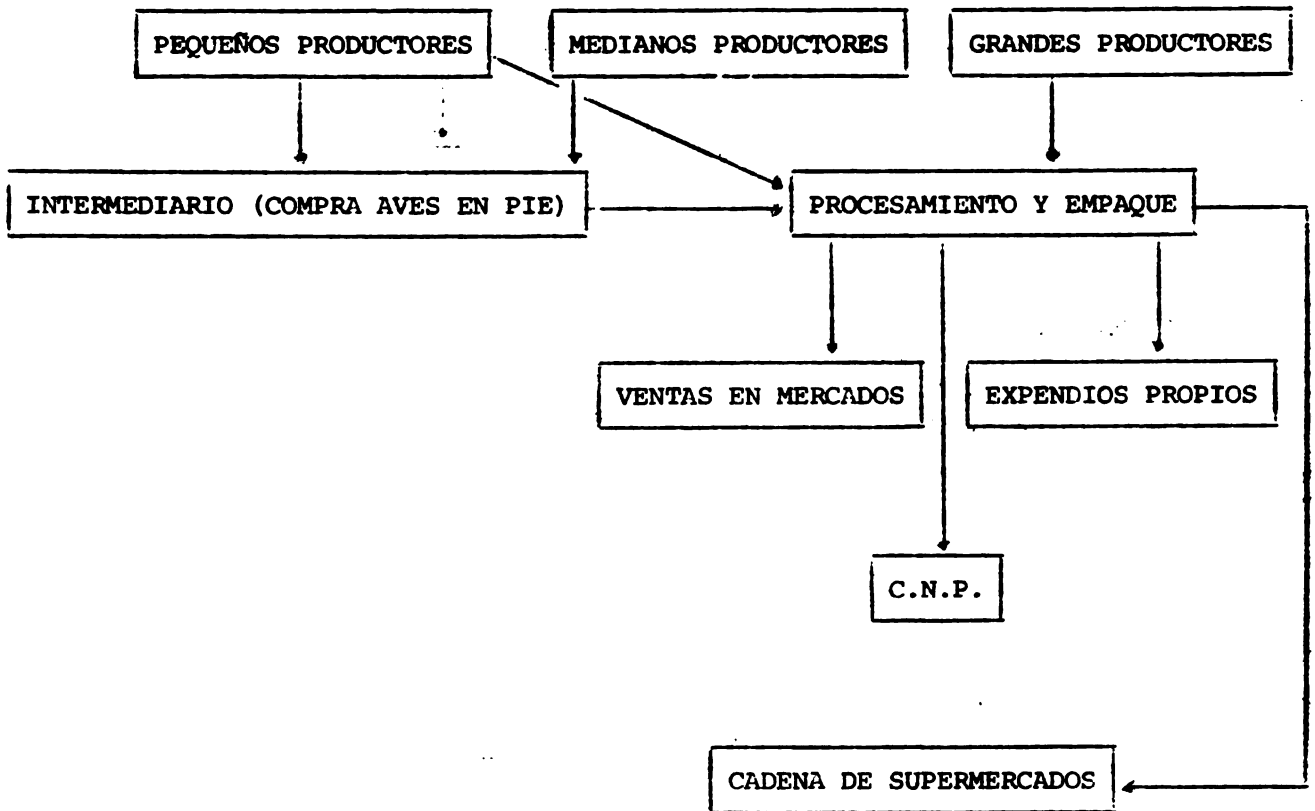 PEQUEÑOS PRODUCTORES
MEDIANOS PRODUCTORES
GRANDES PRODUCTORES
INTERMEDIARIO (COMPRA AVES EN PIE)
PROCESAMIENTO Y EMPAQUE
VENTAS EN MERCADOS
EXPENDIOS PROPIOS
C.N.P.
CADENA DE SUPERMERCADOS